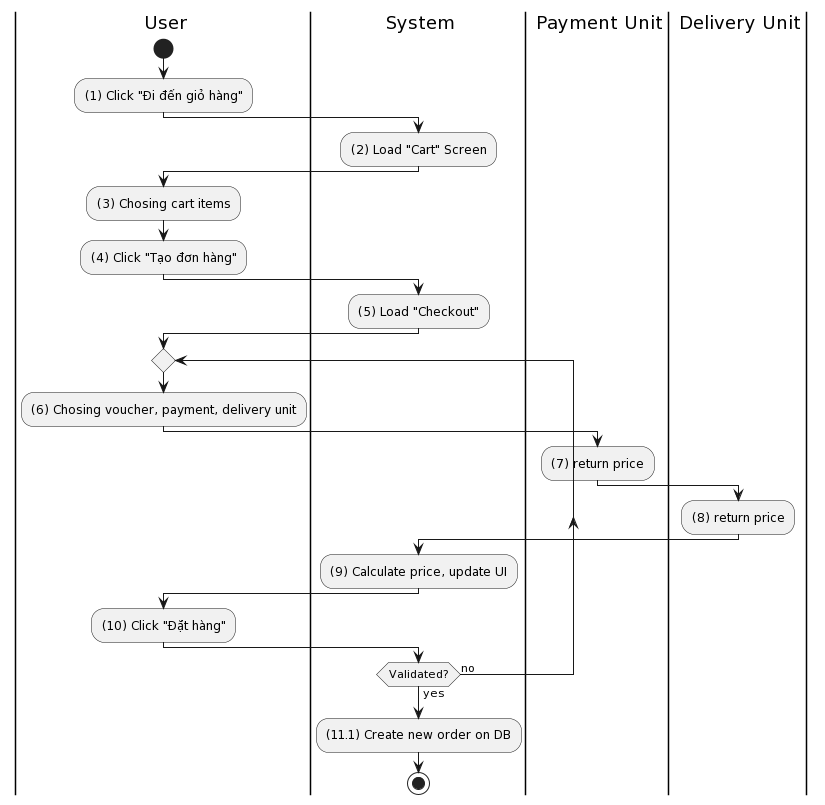 User
System
Payment Unit
Delivery Unit
(1) Click "Đi đến giỏ hàng"
(2) Load "Cart" Screen
(3) Chosing cart items
(4) Click "Tạo đơn hàng"
(5) Load "Checkout"
(6) Chosing voucher, payment, delivery unit
(7) return price
(8) return price
(9) Calculate price, update UI
(10) Click "Đặt hàng"
Validated?
no
yes
(11.1) Create new order on DB